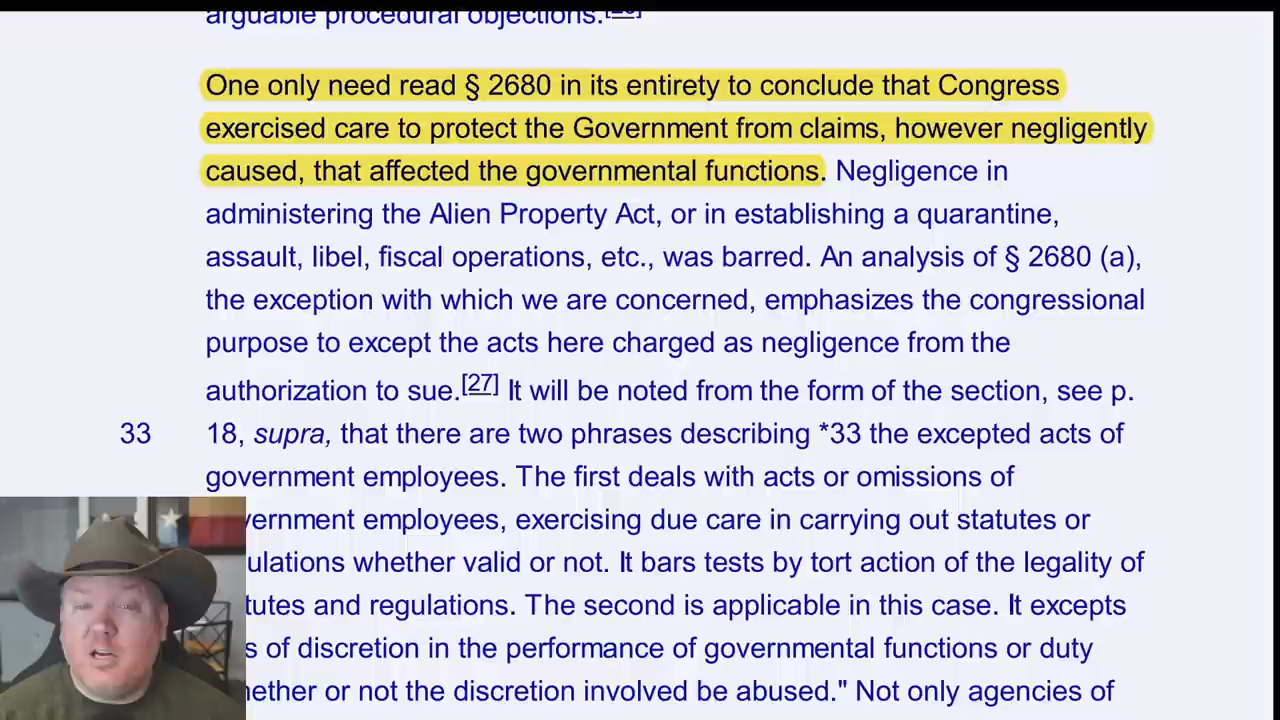 arguable procedural objections.
One only need read § 2680 in its entirety to conclude that Congress
exercised care to protect the Government from claims, however negligently
caused, that affected the governmental functions. Negligence in
administering the Alien Property Act, or in establishing a quarantine,
assault, libel, fiscal operations, etc., was barred. An analysis of § 2680 (a),
the exception with which we are concerned, emphasizes the congressional
purpose to except the acts here charged as negligence from the
authorization to sue.[27] It will be noted from the form of the section, see p.
33 18, supra, that there are two phrases describing *33 the excepted acts of
government employees. The first deals with acts or omissions of
vernment employees, exercising due care in carrying out statutes or
ulations whether valid or not. It bars tests by tort action of the legality of
tutes and regulations. The second is applicable in this case. It excepts
s of discretion in the performance of governmental functions or duty
hether or not the discretion involved be abused." Not only agencies of